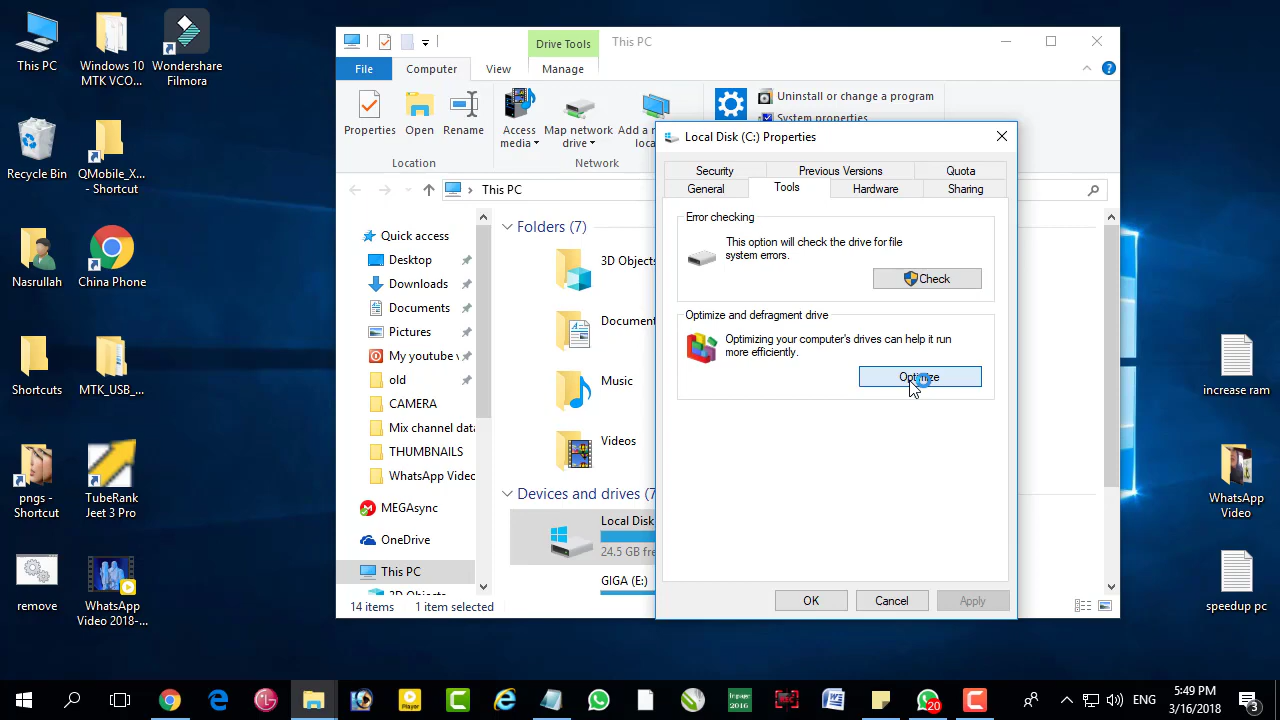 This PC
Windows 10
MTK VCO...
Wondershare
Filmora
Recycle Bin
QMobile_X...
- Shortcut
Nasrullah
China Phone
Shortcuts
MTK_USB_...
pngs -
Shortcut
TubeRank
Jeet 3 Pro
remove
WhatsApp
Video 2018-...
increase ram
WhatsApp
Video
speedup pc
Drive Tools
This PC
File
Computer
View
Manage
Properties
Open
Rename
Access
media
Map network
drive
Add a
Uninstall or change a program
System properties
Location
Network
This PC
Quick access
Desktop
Downloads
Documents
Pictures
My youtube
old
CAMERA
Mix channel data
THUMBNAILS
WhatsApp Video
MEGAsync
OneDrive
This PC
3D Objects
Folders (7)
3D Objects
Document
Music
Videos
Devices and drives (7
Local Disk
24.5 GB fre
GIGA (E:)
14 items
1 item selected
Local Disk (C:) Properties
Security
Previous Versions
Quota
General
Tools
Hardware
Sharing
Error checking
This option will check the drive for file
system errors.
Check
Optimize and defragment drive
Optimizing your computer's drives can help it run
more efficiently.
Optimize
OK
Cancel
Apply
Player
Inpage
2016
REC
20
ENG
5:49 PM
3/16/2018
3